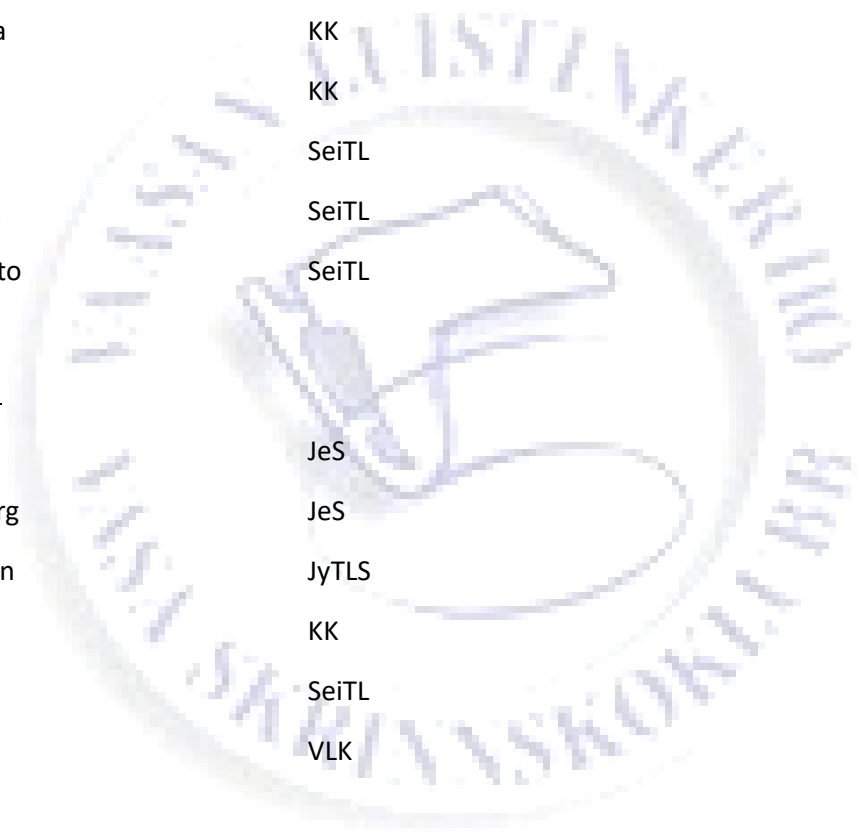 a KK
KK
SeiTL
SeiTL
to SeiTL
JeS
rg JeS
n JyTLS
KK
SeiTL
VLK